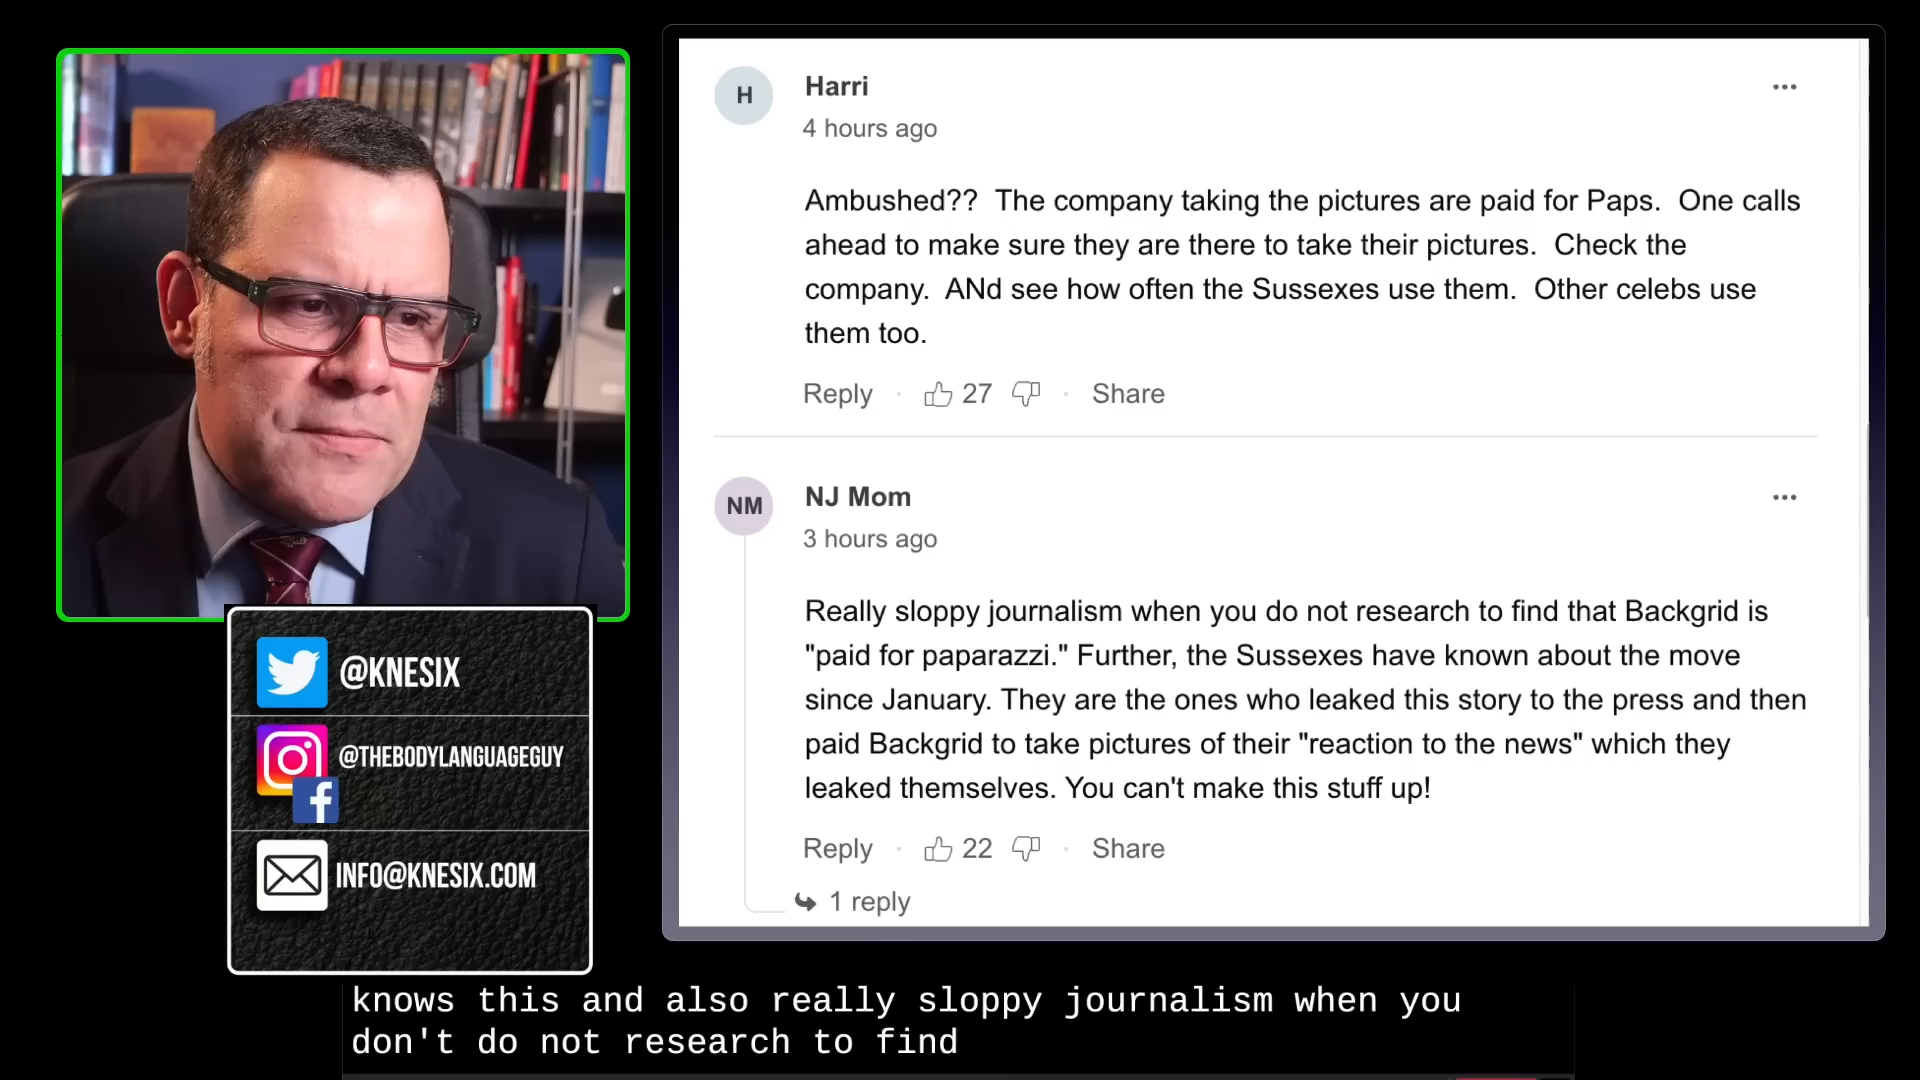 H
Harri
4 hours ago
Ambushed??  The company taking the pictures are paid for Paps.  One calls
ahead to make sure they are there to take their pictures.  Check the
company.  ANd see how often the Sussexes use them.  Other celebs use
them too.
Reply · 27 · Share
NM
NJ Mom
3 hours ago
Really sloppy journalism when you do not research to find that Backgrid is
"paid for paparazzi." Further, the Sussexes have known about the move
since January. They are the ones who leaked this story to the press and then
paid Backgrid to take pictures of their "reaction to the news" which they
leaked themselves. You can't make this stuff up!
Reply · 22 · Share
1 reply
@KNESIX
@THEBODYLANGUAGEGUY
INFO@KNESIX.COM
knows this and also really sloppy journalism when you
don't do not research to find